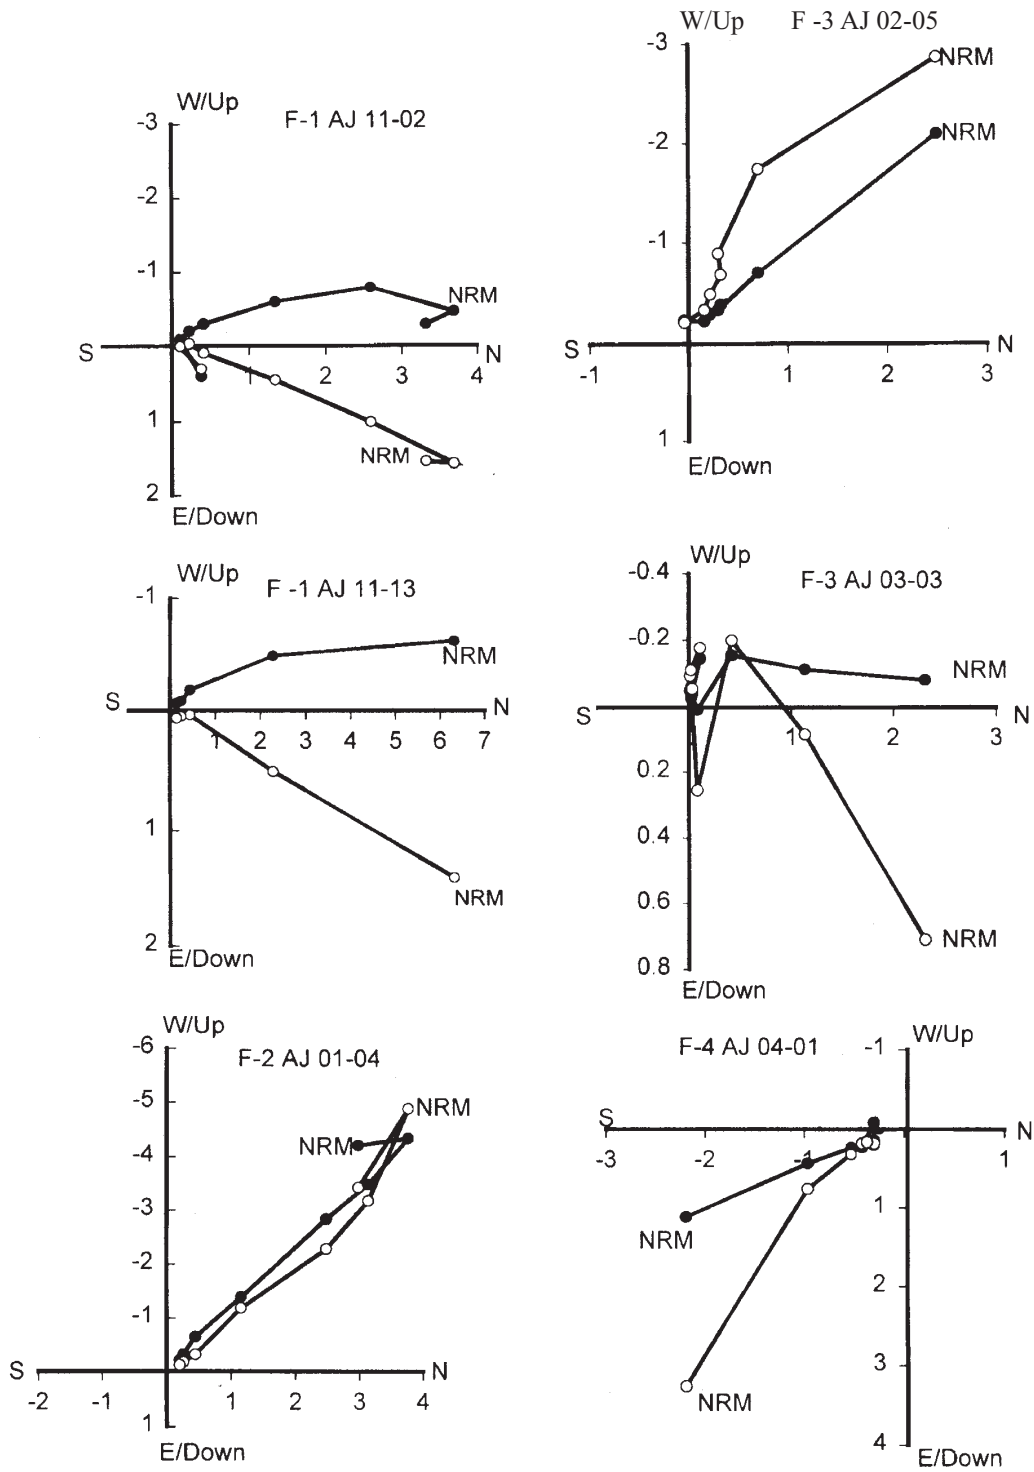 W/Up
F-1 AJ 11-02
-3
-2
-1
NRM
S
N
1
2
3
4
1
NRM
2
E/Down
W/Up F -3 AJ 02-05
-3
NRM
NRM
-2
-1
S
N
-1
1
2
3
1
E/Down
W/Up
F -1 AJ 11-13
-1
NRM
S
N
1
2
3
4
5
6
7
1
NRM
2
E/Down
W/Up
F-3 AJ 03-03
-0.4
-0.2
NRM
S
N
1
2
3
0.2
0.4
0.6
NRM
0.8
E/Down
W/Up
F-2 AJ 01-04
-6
-5
NRM
NRM
-4
-3
-2
-1
S
N
-2
-1
1
2
3
4
1
E/Down
W/Up
F-4 AJ 04-01
-1
S
N
-3
-2
-1
1
1
NRM
2
3
NRM
4
E/Down